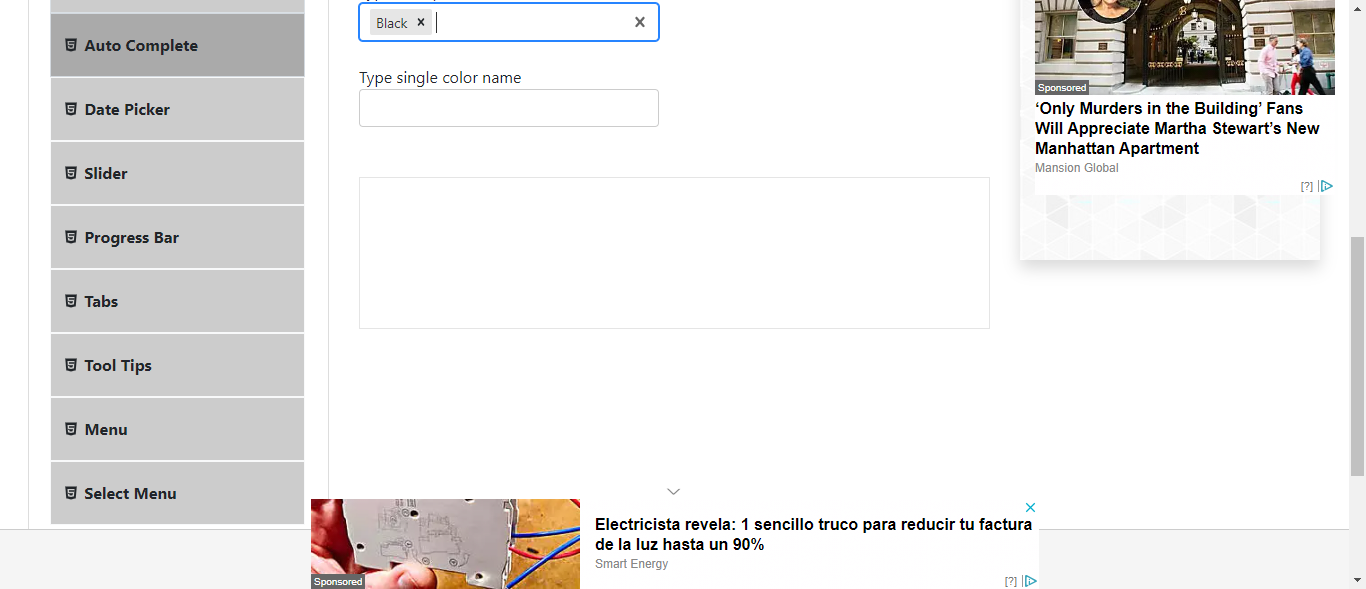 Black ×
Type single color name
Auto Complete
Date Picker
Slider
Progress Bar
Tabs
Tool Tips
Menu
Select Menu
Sponsored
‘Only Murders in the Building’ Fans
Will Appreciate Martha Stewart’s New
Manhattan Apartment
Mansion Global
[?]
Electricista revela: 1 sencillo truco para reducir tu factura
de la luz hasta un 90%
Smart Energy
Sponsored
[?]